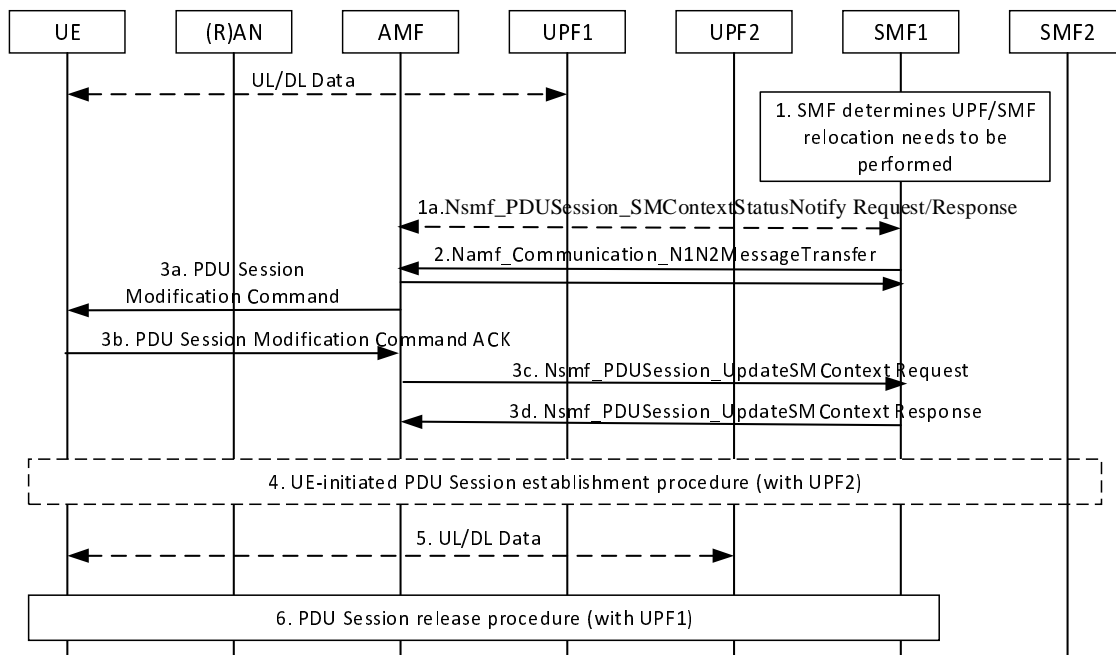 UE
(R)AN
AMF
UPF1
UPF2
SMF1
SMF2
UL/DL Data
1. SMF determines UPF/SMF
relocation needs to be
performed
1a.Nsmf_PDUSession_SMContextStatusNotify Request/Response
2.Namf_Communication_N1N2MessageTransfer
3a. PDU Session
Modification Command
3b. PDU Session Modification Command ACK
3c. Nsmf_PDUSession_UpdateSMContext Request
3d. Nsmf_PDUSession_UpdateSMContext Response
4. UE-initiated PDU Session establishment procedure (with UPF2)
5. UL/DL Data
6. PDU Session release procedure (with UPF1)